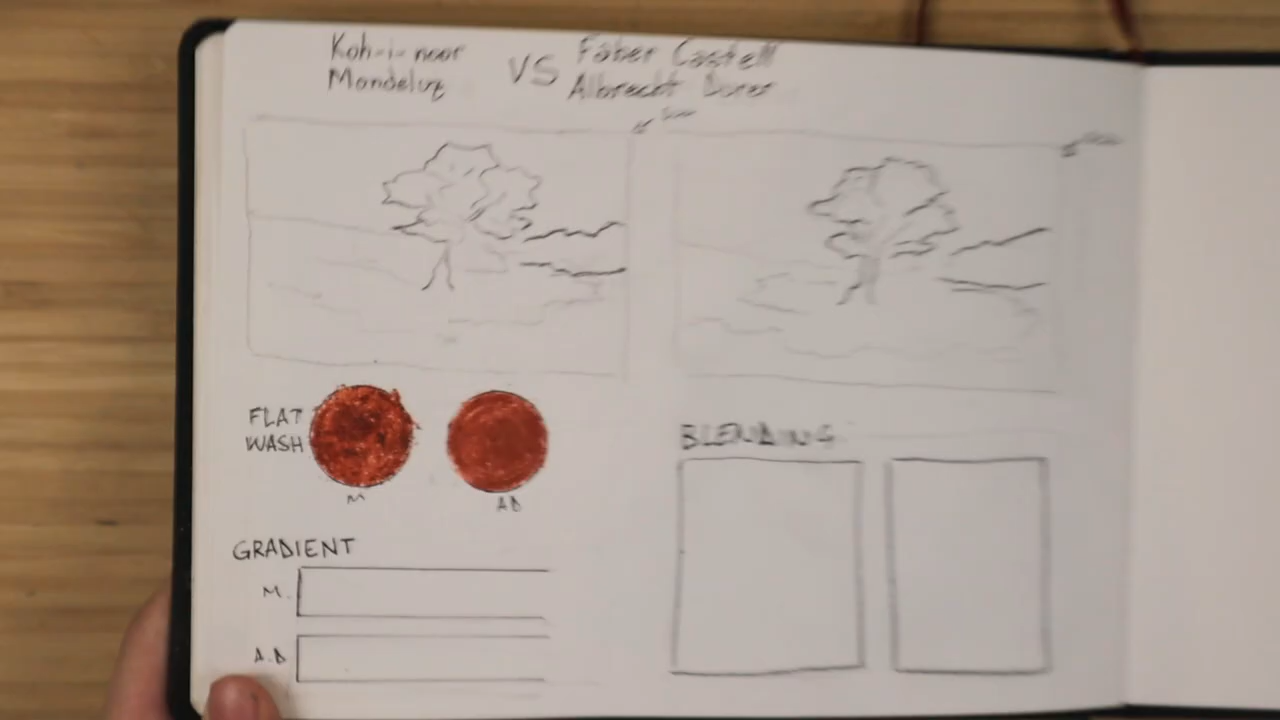 Koh-i-noor
Mondeluz
VS
Faber Castell
Albrecht Durer
FLAT
WASH
M
AD
BLENDING
GRADIENT
M.
A.D